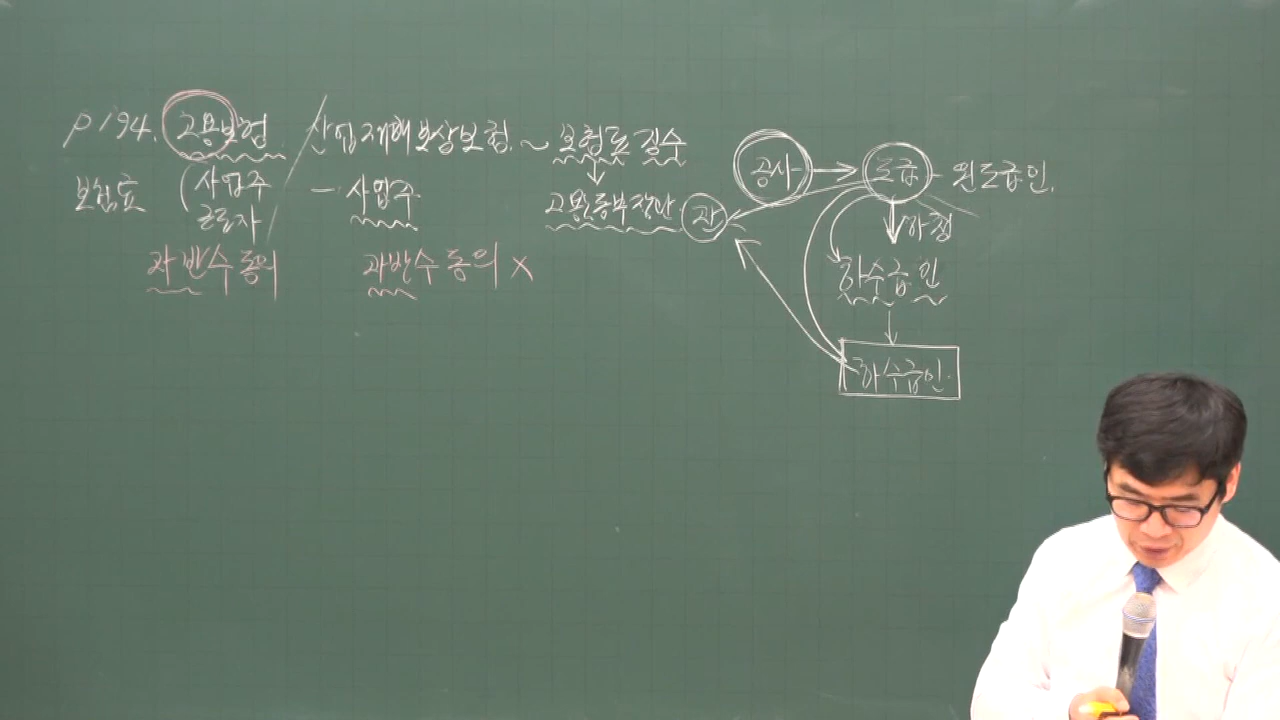 P194. 고용보험 / 산업재해보상보험 ~ 보험료 징수
보험료 ( 사업주 - 사업주.
근로자
과반수 동의 과반수 동의 X
고용노동부장관
공
공사 → 도급 - 원도급인.
하청
하수급인
하수급인.